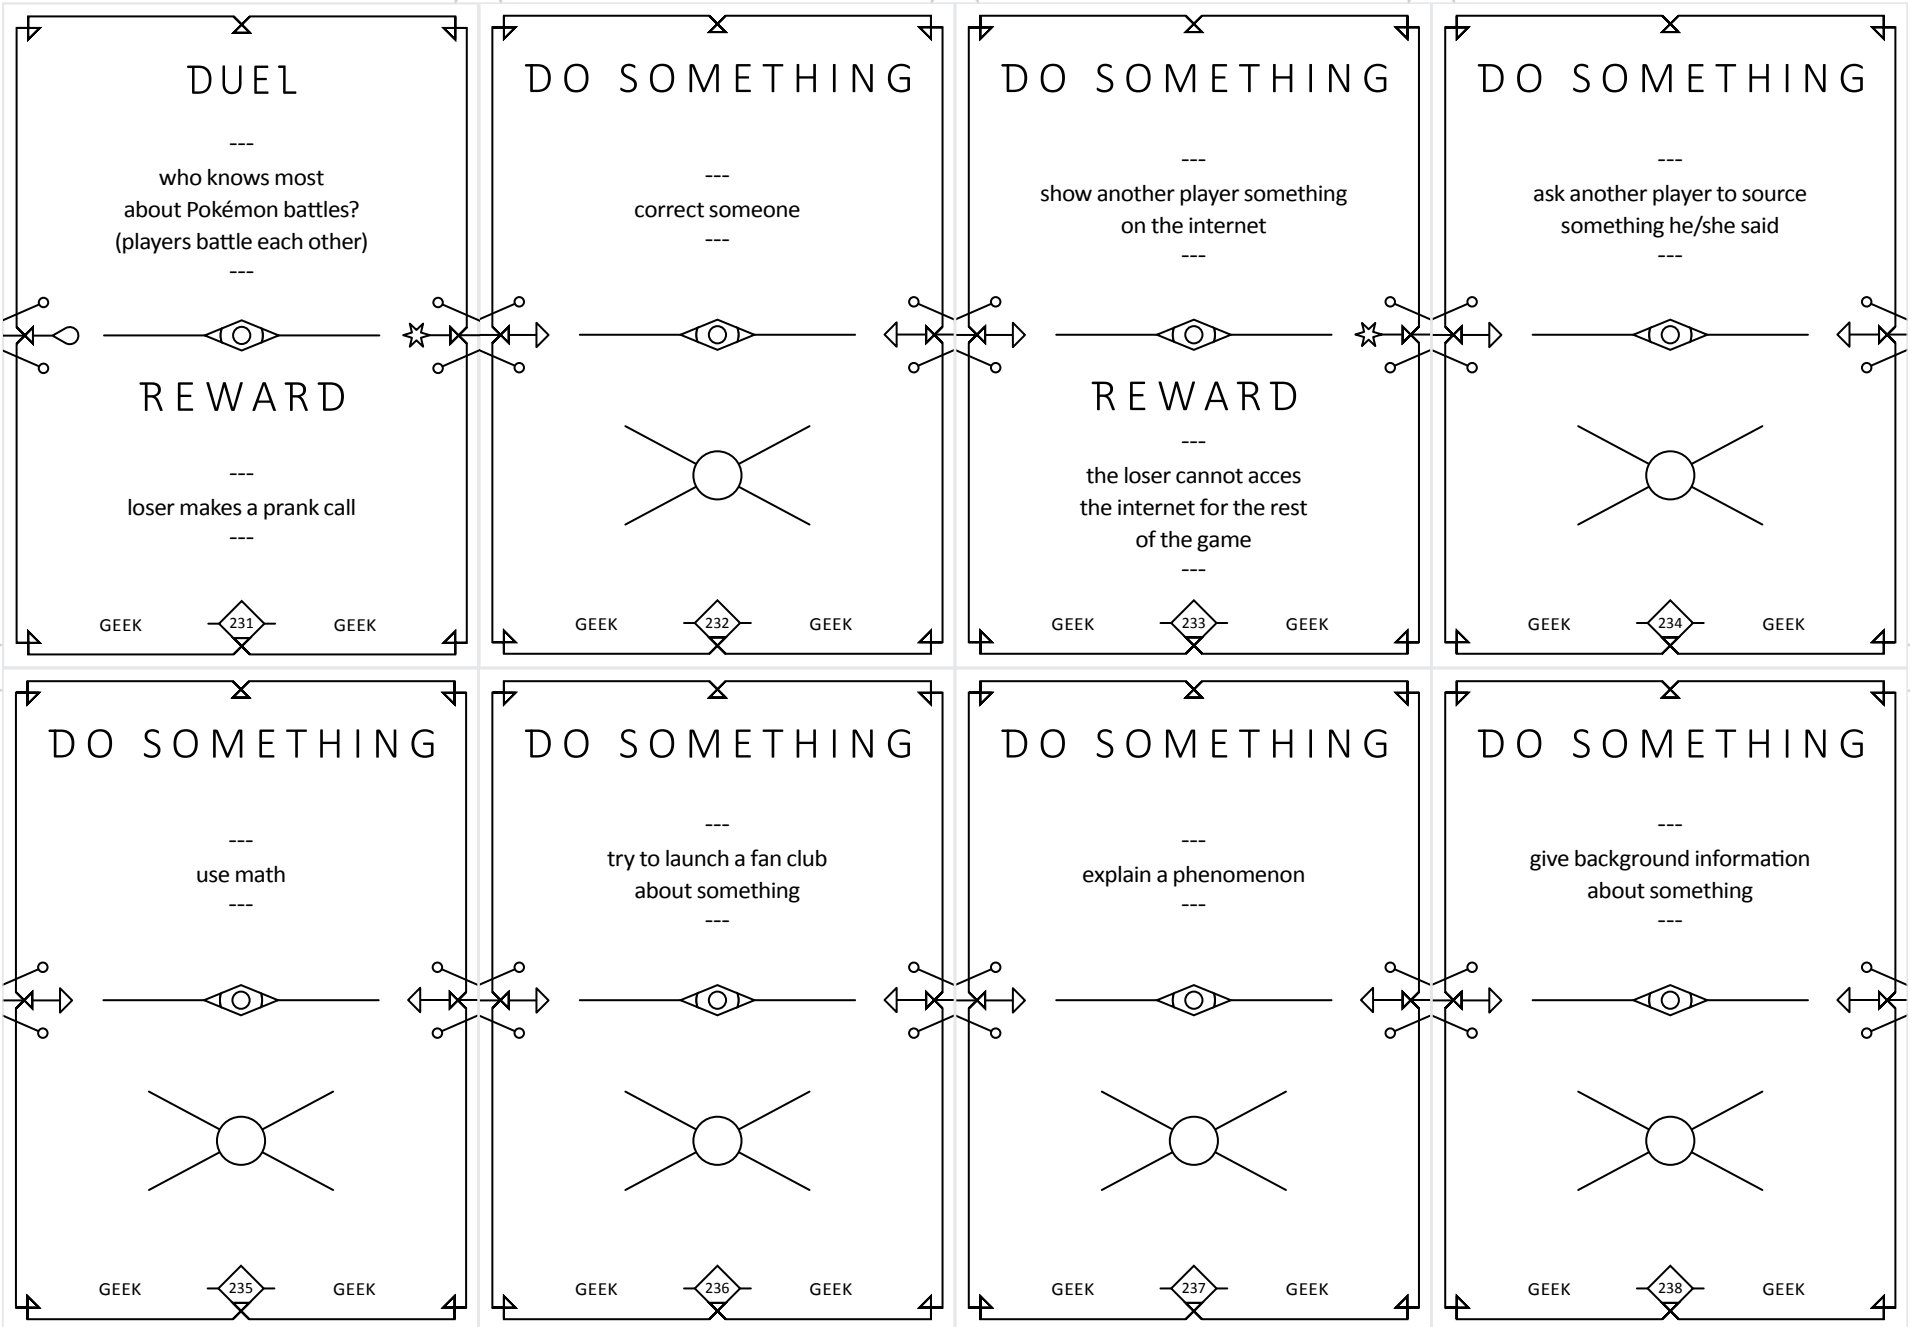 DUEL
---
who knows most
about Pokémon battles?
(players battle each other)
---
REWARD
---
loser makes a prank call
---
GEEK 231 GEEK
DO SOMETHING
---
correct someone
---
GEEK 232 GEEK
DO SOMETHING
---
show another player something
on the internet
---
REWARD
---
the loser cannot acces
the internet for the rest
of the game
---
GEEK 233 GEEK
DO SOMETHING
---
ask another player to source
something he/she said
---
GEEK 234 GEEK
DO SOMETHING
---
use math
---
GEEK 235 GEEK
DO SOMETHING
---
try to launch a fan club
about something
---
GEEK 236 GEEK
DO SOMETHING
---
explain a phenomenon
---
GEEK 237 GEEK
DO SOMETHING
---
give background information
about something
---
GEEK 238 GEEK